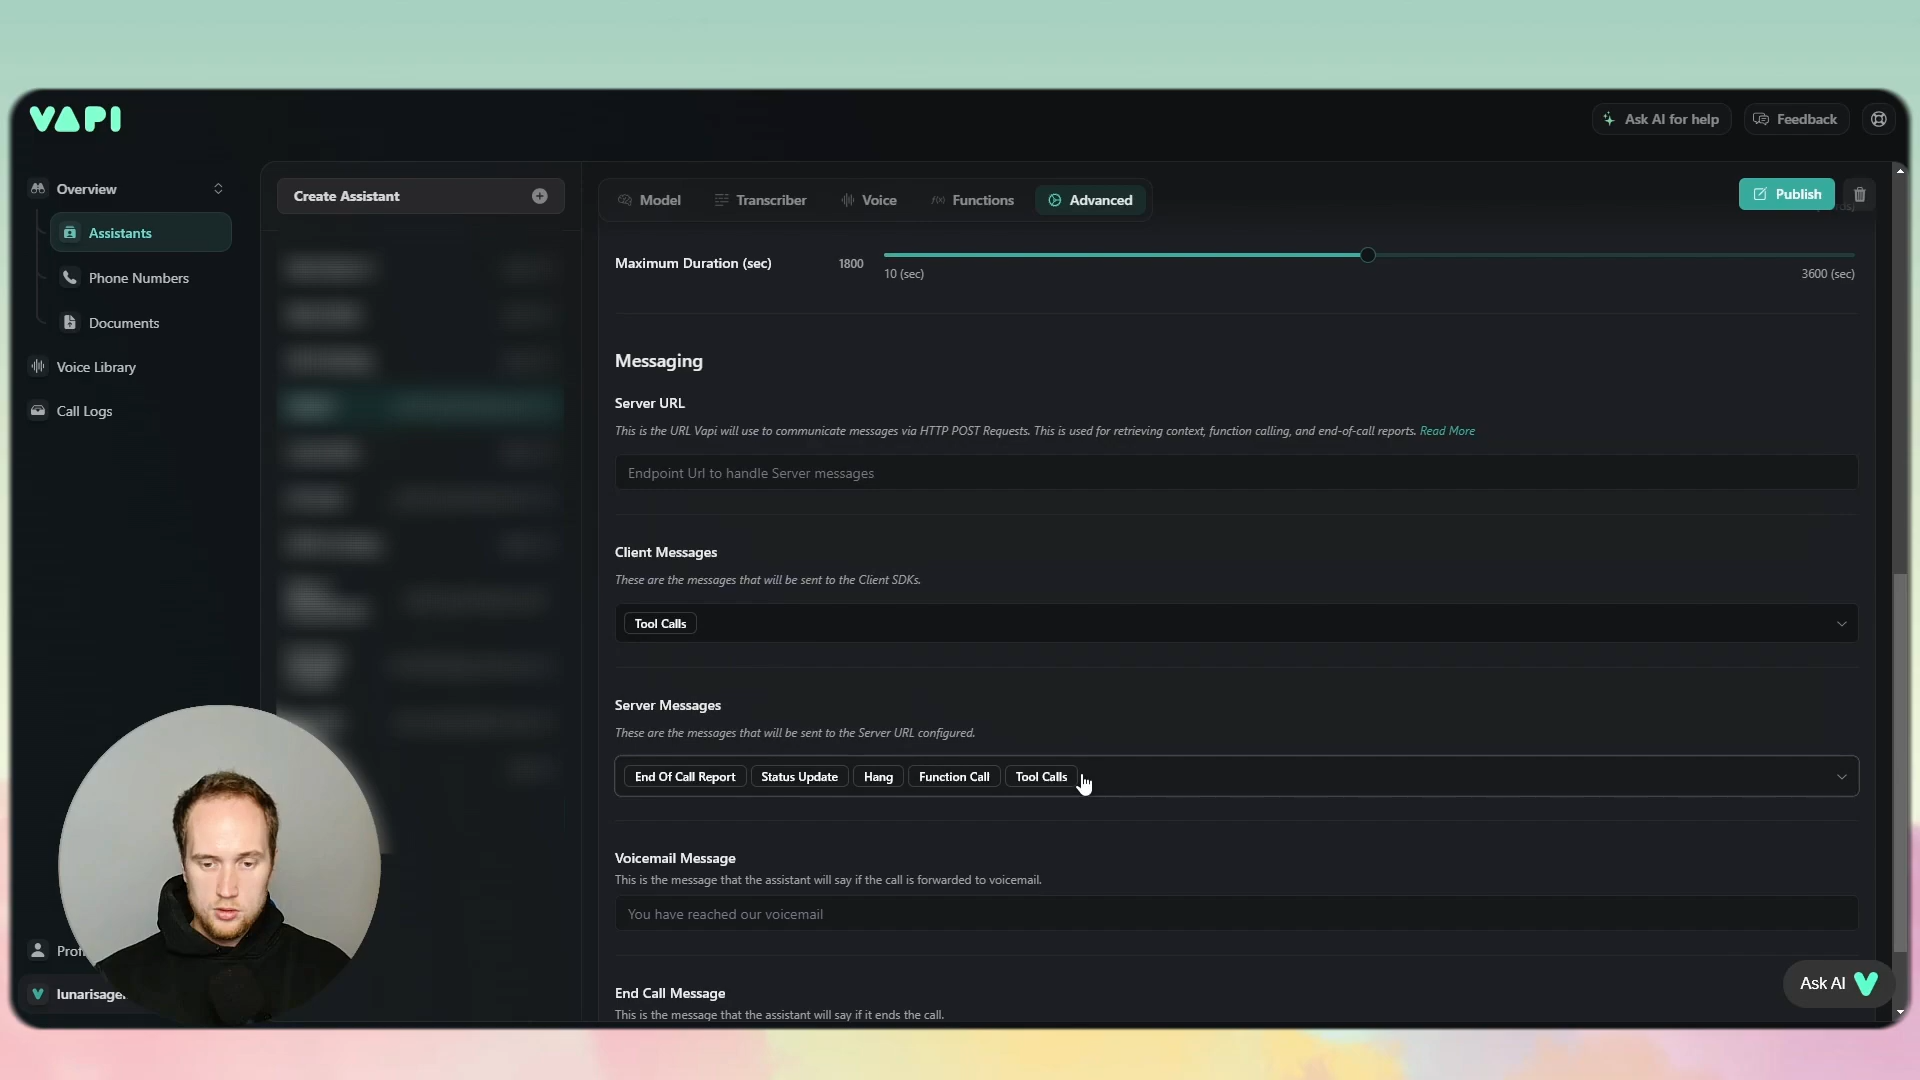 VAPI
Ask AI for help
Feedback
Overview
Assistants
Phone Numbers
Documents
Voice Library
Call Logs
Create Assistant
Model
Transcriber
Voice
Functions
Advanced
Publish
Maximum Duration (sec)
1800
10 (sec)
3600 (sec)
Messaging
Server URL
This is the URL Vapi will use to communicate messages via HTTP POST Requests. This is used for retrieving context, function calling, and end-of-call reports. Read More
Endpoint Url to handle Server messages
Client Messages
These are the messages that will be sent to the Client SDKs.
Tool Calls
Server Messages
These are the messages that will be sent to the Server URL configured.
End Of Call Report
Status Update
Hang
Function Call
Tool Calls
Voicemail Message
This is the message that the assistant will say if the call is forwarded to voicemail.
You have reached our voicemail
End Call Message
This is the message that the assistant will say if it ends the call.
Ask AI